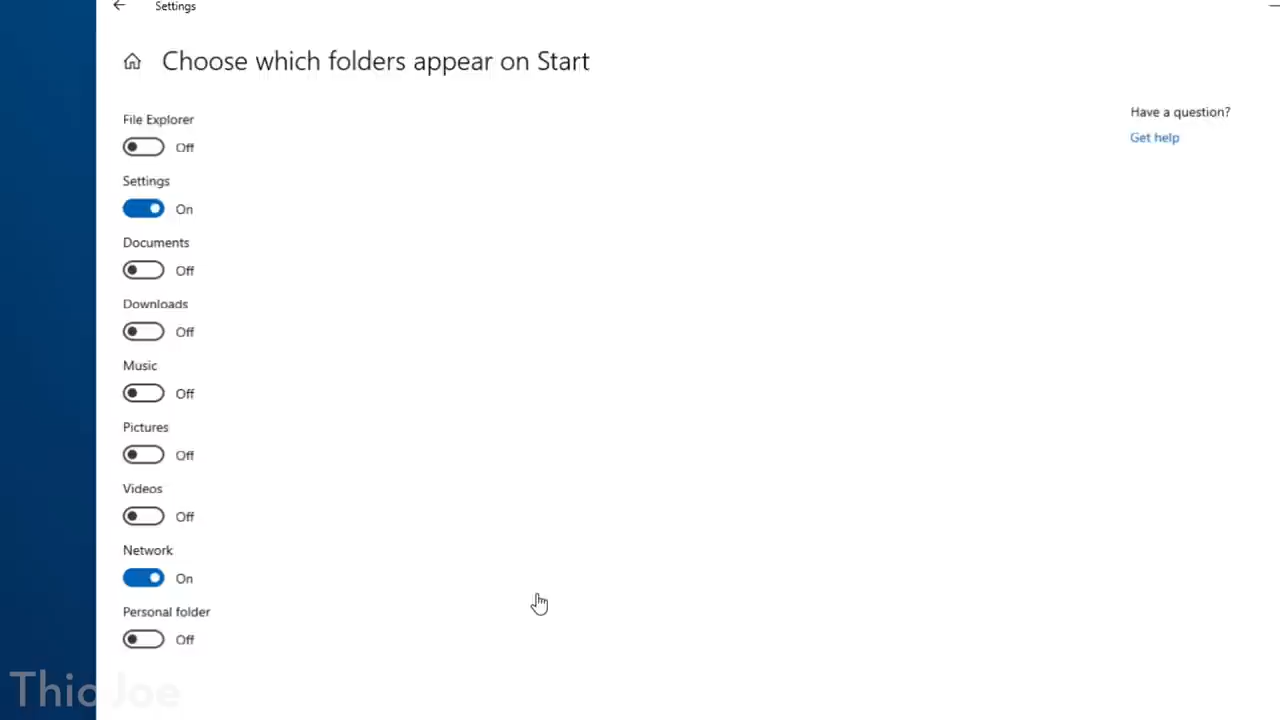 Settings
Choose which folders appear on Start
File Explorer
Off
Settings
On
Documents
Off
Downloads
Off
Music
Off
Pictures
Off
Videos
Off
Network
On
Personal folder
Off
Have a question?
Get help
ThioJoe